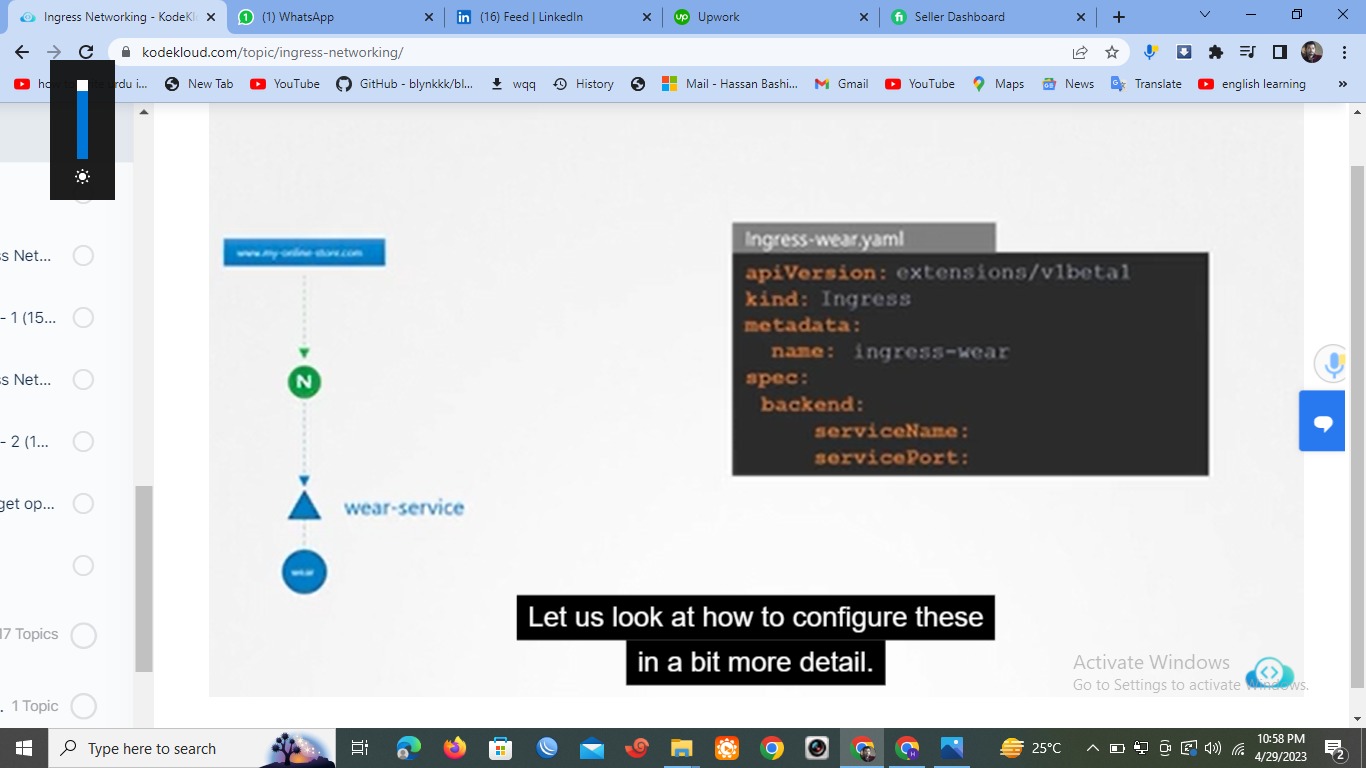 Ingress Networking - KodeKl
(1) WhatsApp
(16) Feed | LinkedIn
Upwork
Seller Dashboard
kodekloud.com/topic/ingress-networking/
New Tab
YouTube
GitHub - blynkkk/bl...
wqq
History
Mail - Hassan Bashi...
Gmail
YouTube
Maps
News
Translate
english learning
»
ss Net...
- 1 (15...
ss Net...
- 2 (1...
get op...
17 Topics
. 1 Topic
www.my-online-store.com
N
wear-service
wear
Ingress-wear.yaml
apiVersion: extensions/v1beta1
kind: Ingress
metadata:
name: ingress-wear
spec:
backend:
serviceName:
servicePort:
Let us look at how to configure these
in a bit more detail.
Activate Windows
Go to Settings to activate Windows.
Type here to search
25°C
10:58 PM
4/29/2023
2